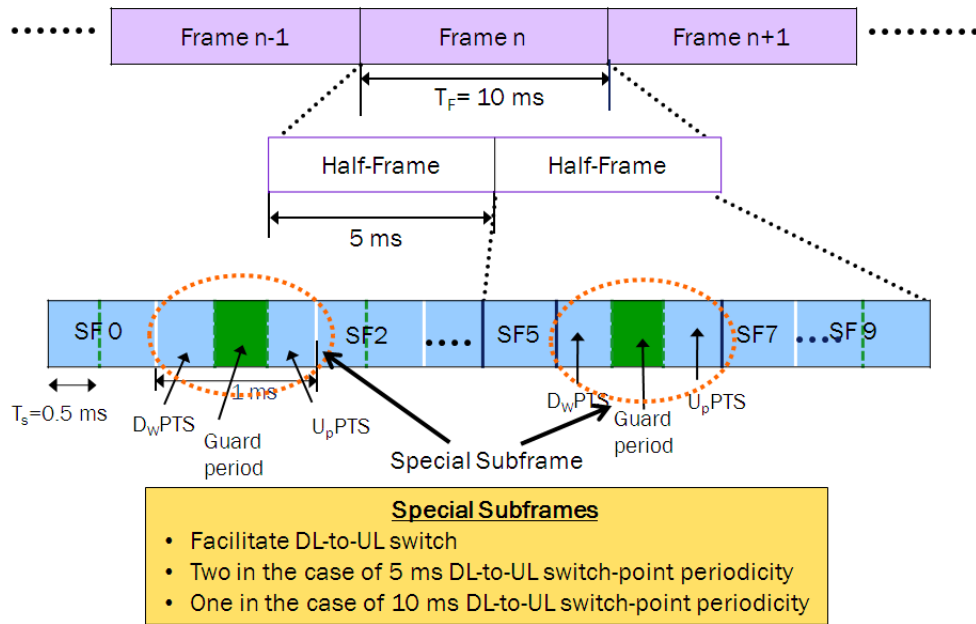 Frame n-1 Frame n Frame n+1
T_F= 10 ms
Half-Frame Half-Frame
5 ms
SF 0 SF2 SF5 SF7 SF 9
T_s=0.5 ms
1 ms
D_WPTS
Guard
period
U_pPTS
D_WPTS
Guard
period
U_pPTS
Special Subframe
Special Subframes
• Facilitate DL-to-UL switch
• Two in the case of 5 ms DL-to-UL switch-point periodicity
• One in the case of 10 ms DL-to-UL switch-point periodicity